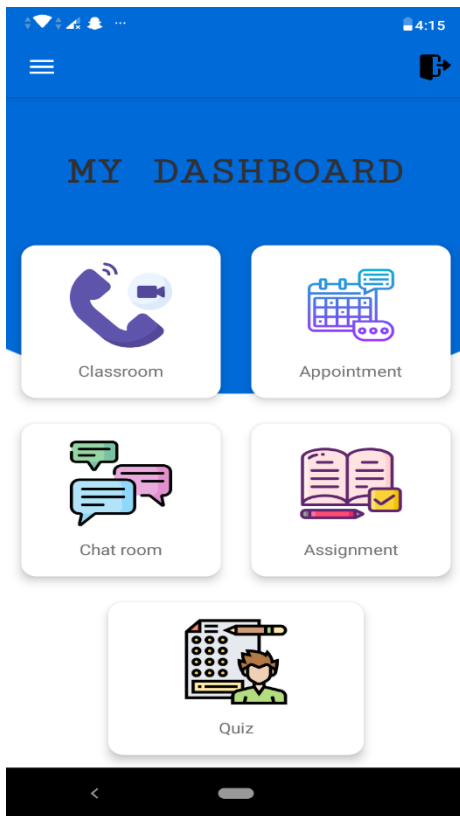 4:15
MY DASHBOARD
Classroom
Appointment
Chat room
Assignment
Quiz